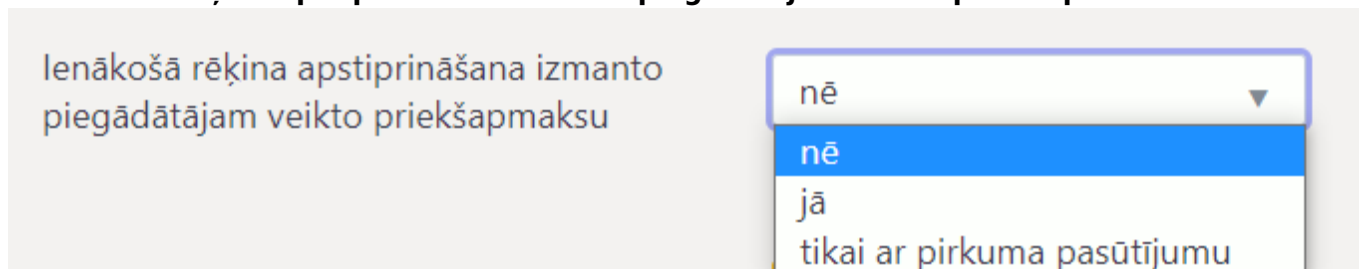 Ienākošā rēķina apstiprināšana izmanto
piegādātājam veikto priekšapmaksu
nē
nē
jā
tikai ar pirkuma pasūtījumu